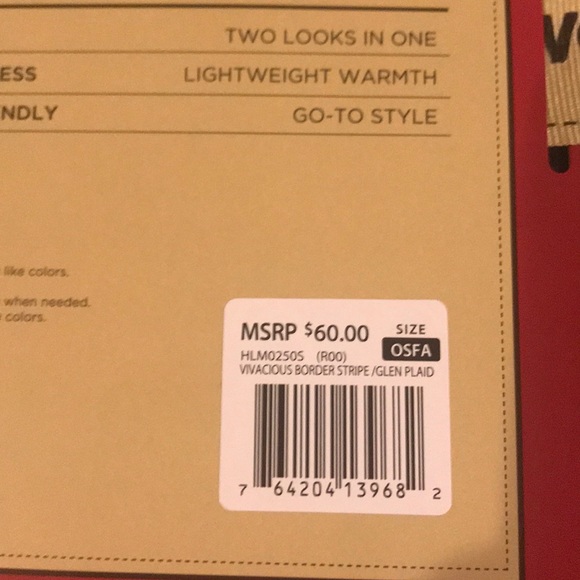 TWO LOOKS IN ONE
ESS LIGHTWEIGHT WARMTH
NDLY GO-TO STYLE
like colors.
when needed.
colors.
MSRP $60.00 SIZE
HLM0250S (R00) OSFA
VIVACIOUS BORDER STRIPE /GLEN PLAID
7 64204 13968 2